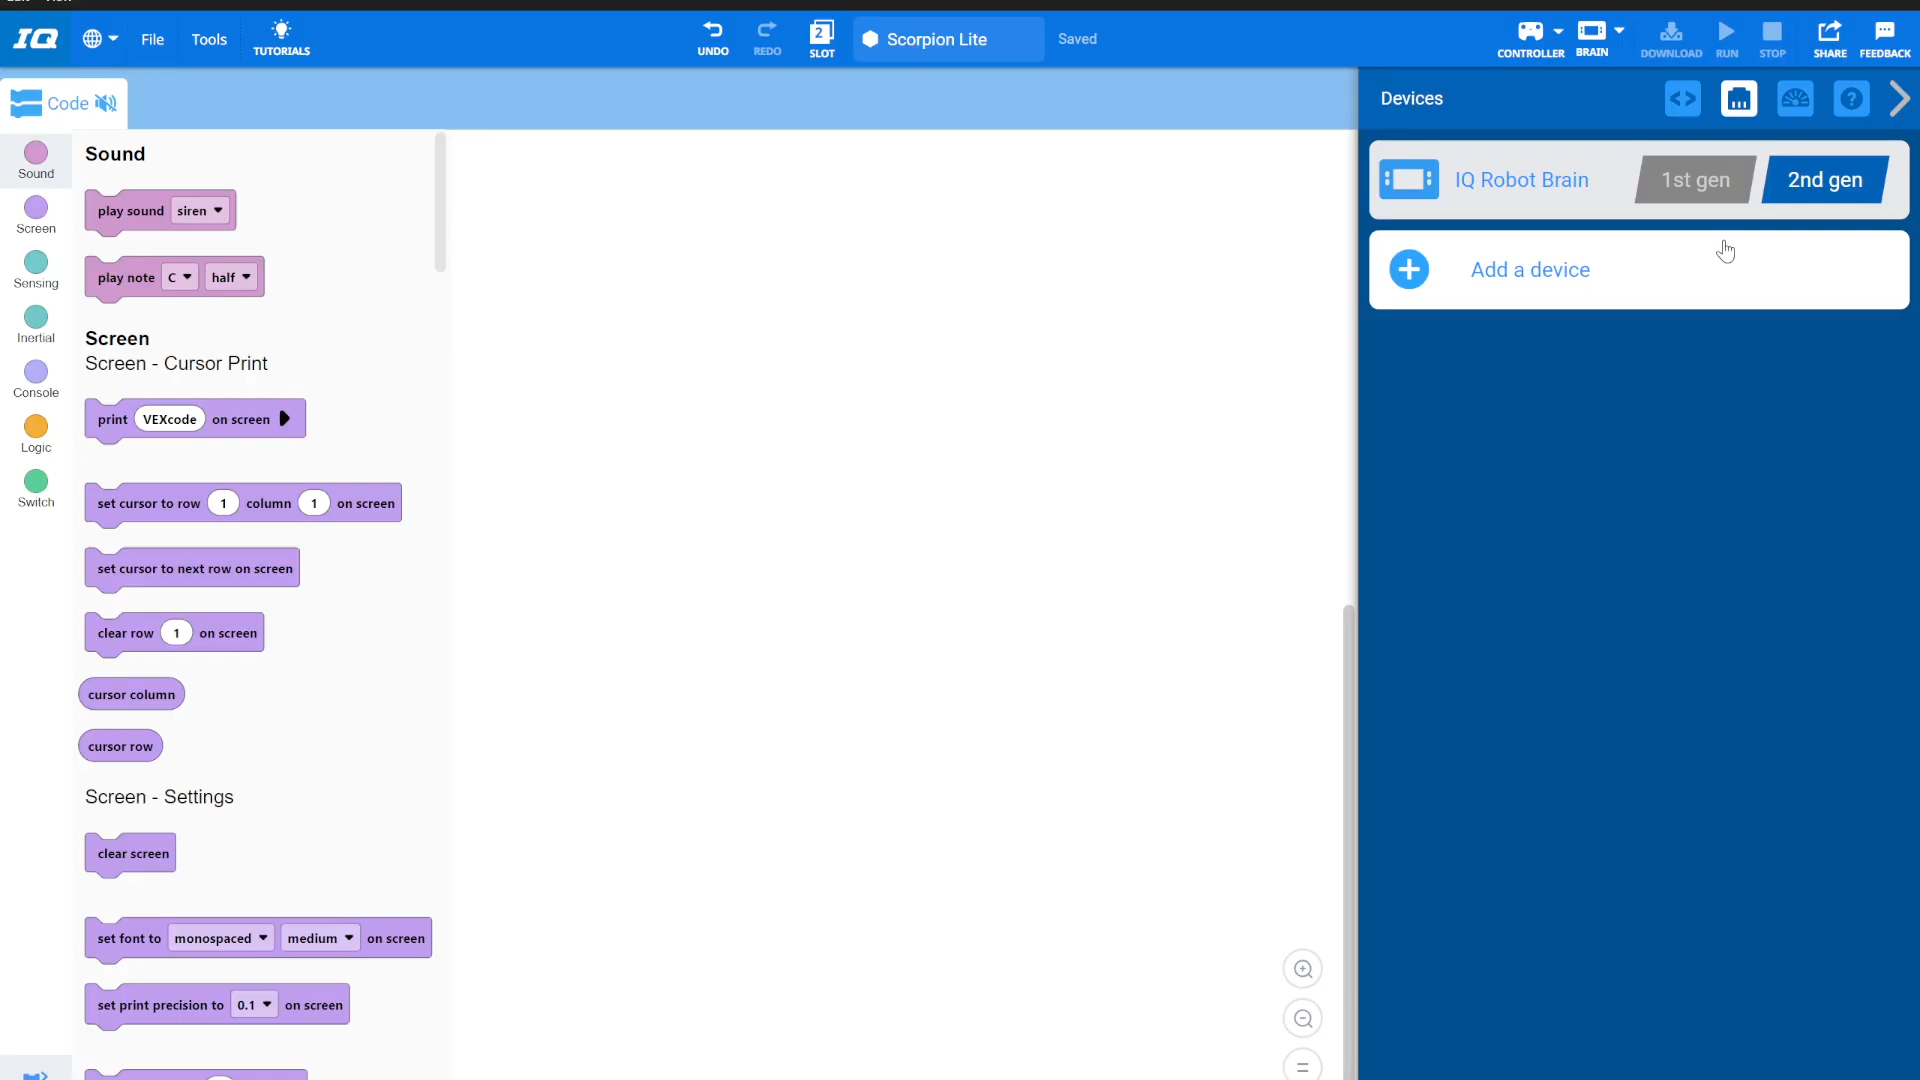 IQ
File
Tools
TUTORIALS
UNDO
REDO
2
SLOT
Scorpion Lite
Saved
CONTROLLER
BRAIN
DOWNLOAD
RUN
STOP
SHARE
FEEDBACK
Code
Devices
<>
?
Sound
Screen
Sensing
Inertial
Console
Logic
Switch
Sound
play sound siren
play note C half
Screen
Screen - Cursor Print
print VEXcode on screen
set cursor to row 1 column 1 on screen
set cursor to next row on screen
clear row 1 on screen
cursor column
cursor row
Screen - Settings
clear screen
set font to monospaced medium on screen
set print precision to 0.1 on screen
IQ Robot Brain
1st gen
2nd gen
Add a device